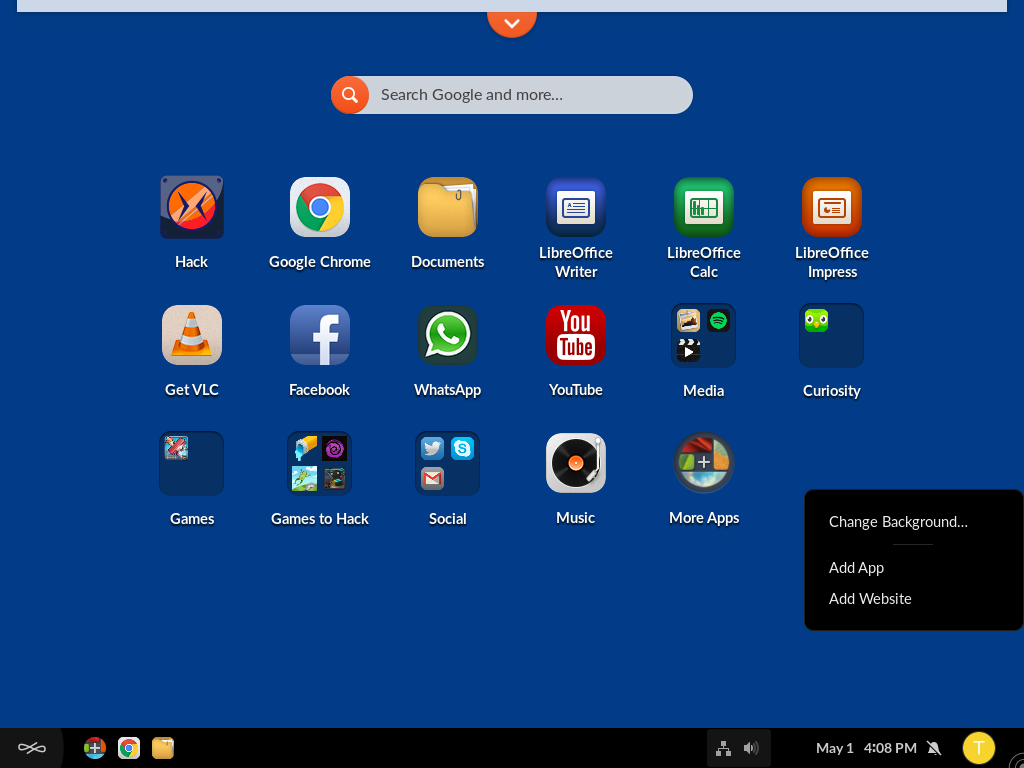 Search Google and more...
Hack
Google Chrome
Documents
LibreOffice
Writer
LibreOffice
Calc
LibreOffice
Impress
Get VLC
Facebook
WhatsApp
You
Tube
YouTube
Media
Curiosity
Games
Games to Hack
Social
Music
More Apps
Change Background...
Add App
Add Website
May 1 4:08 PM
T